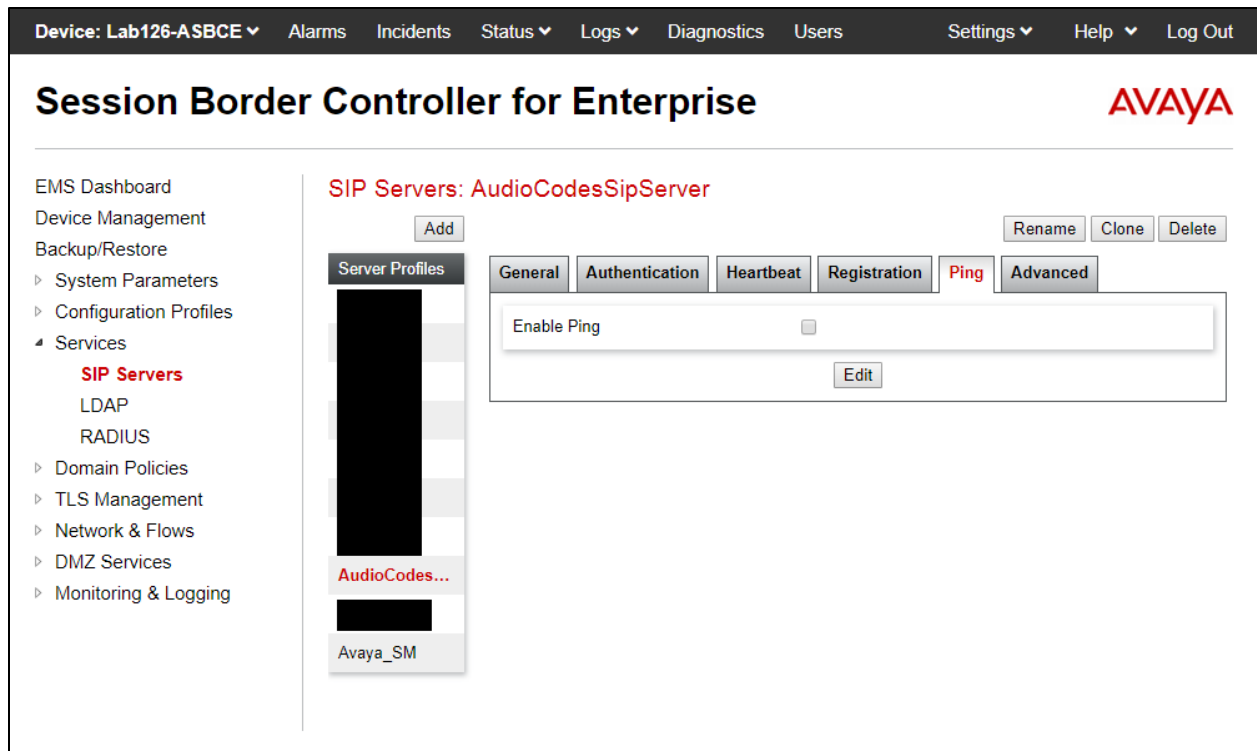 Device: Lab126-ASBCE Alarms Incidents Status Logs Diagnostics Users Settings Help Log Out
Session Border Controller for Enterprise
AVAYA
EMS Dashboard
Device Management
Backup/Restore
System Parameters
Configuration Profiles
Services
SIP Servers
LDAP
RADIUS
Domain Policies
TLS Management
Network & Flows
DMZ Services
Monitoring & Logging
SIP Servers: AudioCodesSipServer
Add
Rename Clone Delete
Server Profiles
AudioCodes...
Avaya_SM
General Authentication Heartbeat Registration Ping Advanced
Enable Ping
Edit